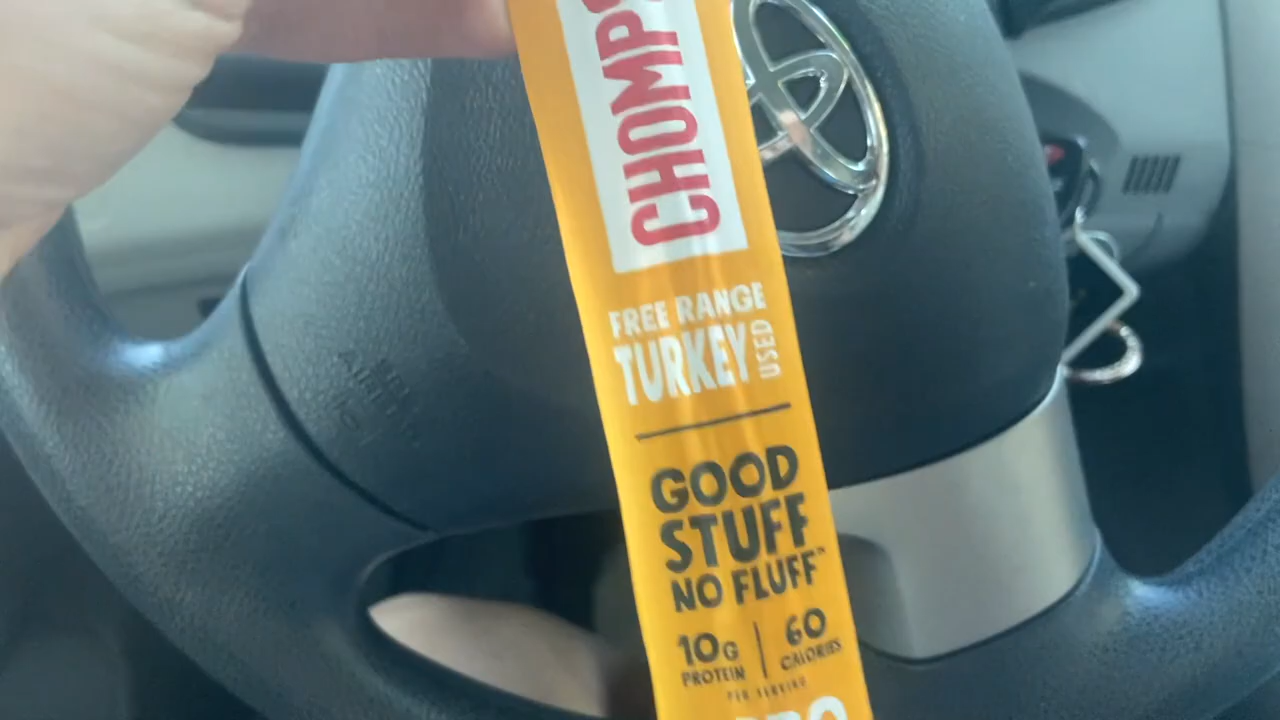 CHOMPS
FREE RANGE
TURKEY USED
GOOD
STUFF
NO FLUFF™
10G PROTEIN | 60 CALORIES
PER SERVING